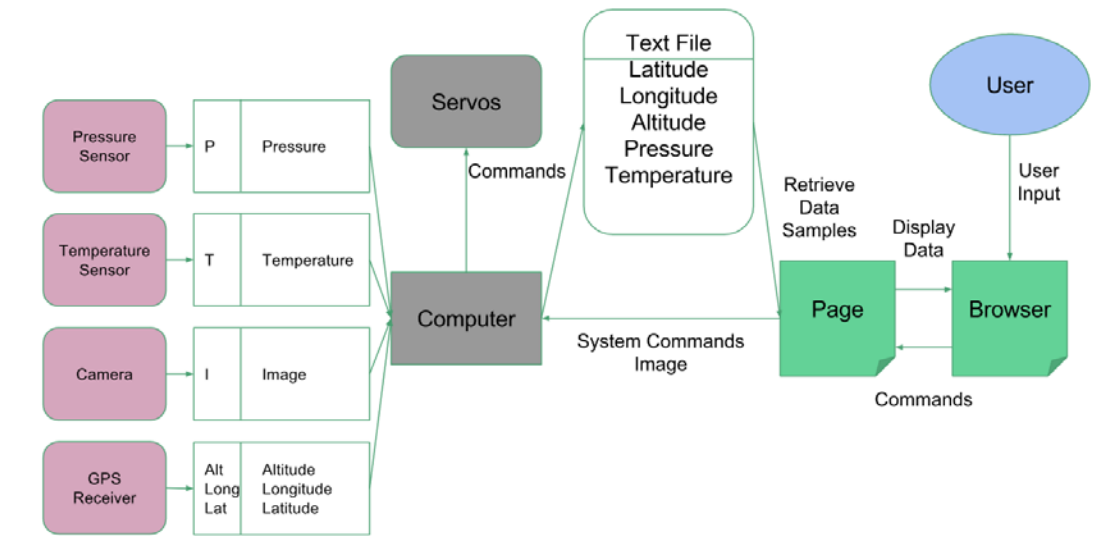 Pressure
Sensor
P
Pressure
Temperature
Sensor
T
Temperature
Camera
I
Image
GPS
Receiver
Alt
Long
Lat
Altitude
Longitude
Latitude
Servos
Commands
Computer
Text File
Latitude
Longitude
Altitude
Pressure
Temperature
System Commands
Image
Retrieve
Data
Samples
Page
Display
Data
User
User
Input
Browser
Commands